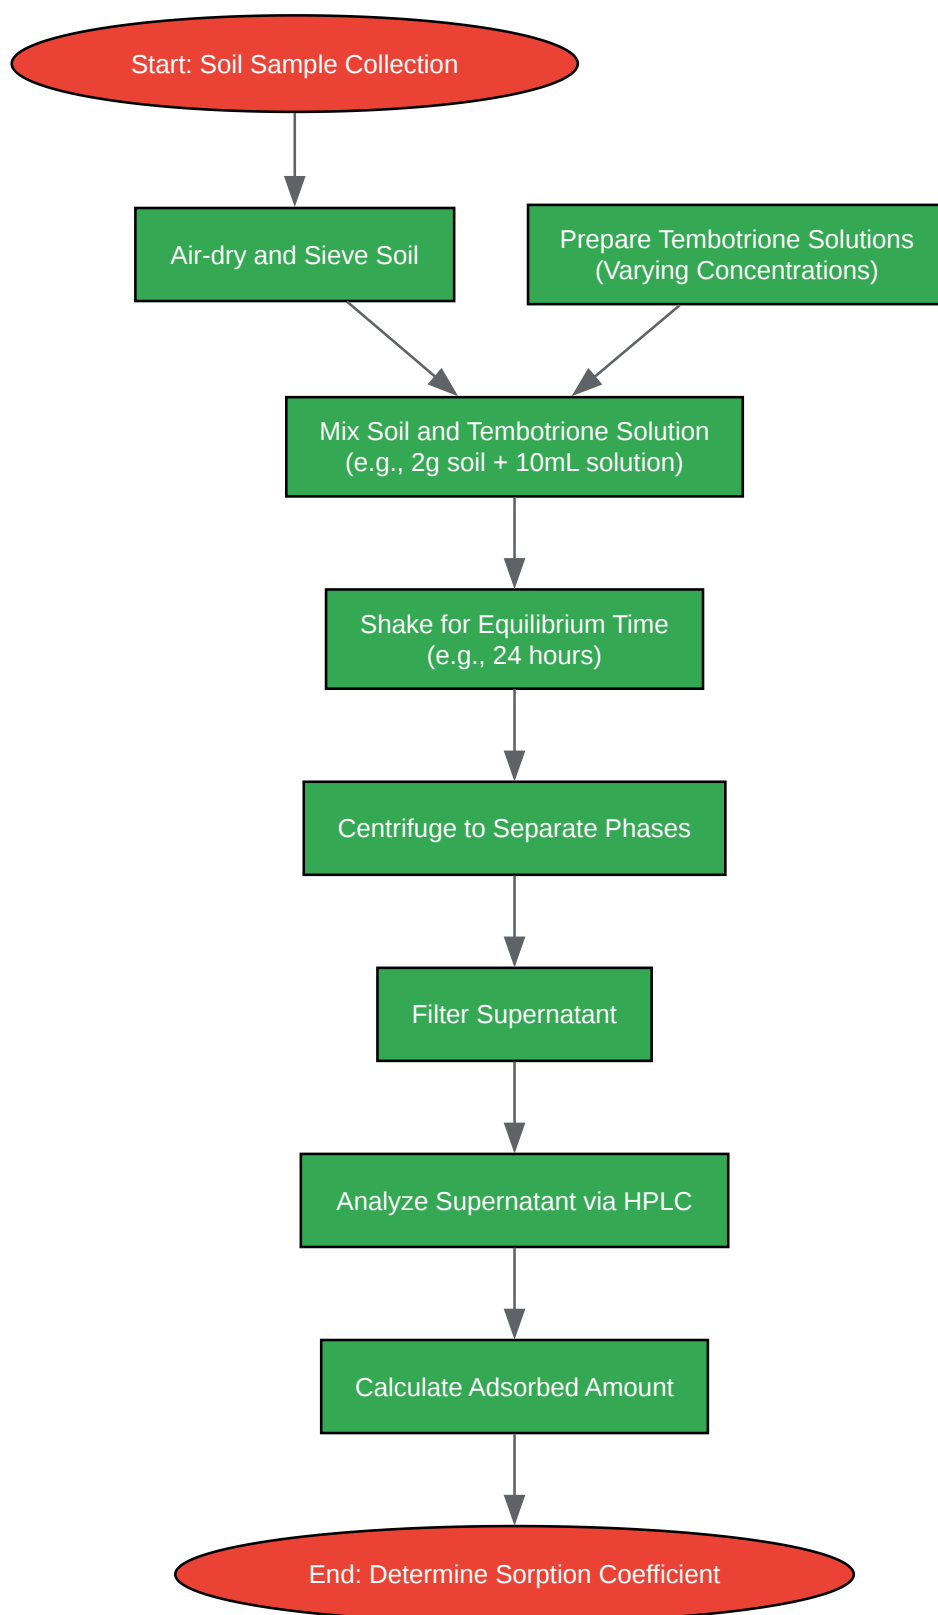 Start: Soil Sample Collection
Air-dry and Sieve Soil
Prepare Tembotrione Solutions
(Varying Concentrations)
Mix Soil and Tembotrione Solution
(e.g., 2g soil + 10mL solution)
Shake for Equilibrium Time
(e.g., 24 hours)
Centrifuge to Separate Phases
Filter Supernatant
Analyze Supernatant via HPLC
Calculate Adsorbed Amount
End: Determine Sorption Coefficient